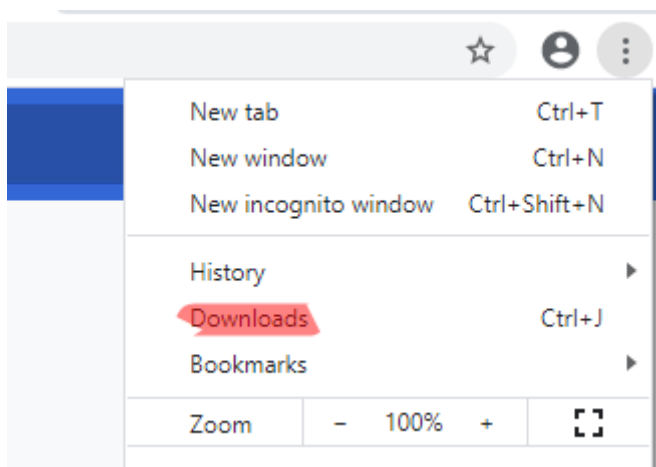 New tab Ctrl+T
New window Ctrl+N
New incognito window Ctrl+Shift+N
History
Downloads Ctrl+J
Bookmarks
Zoom - 100% +